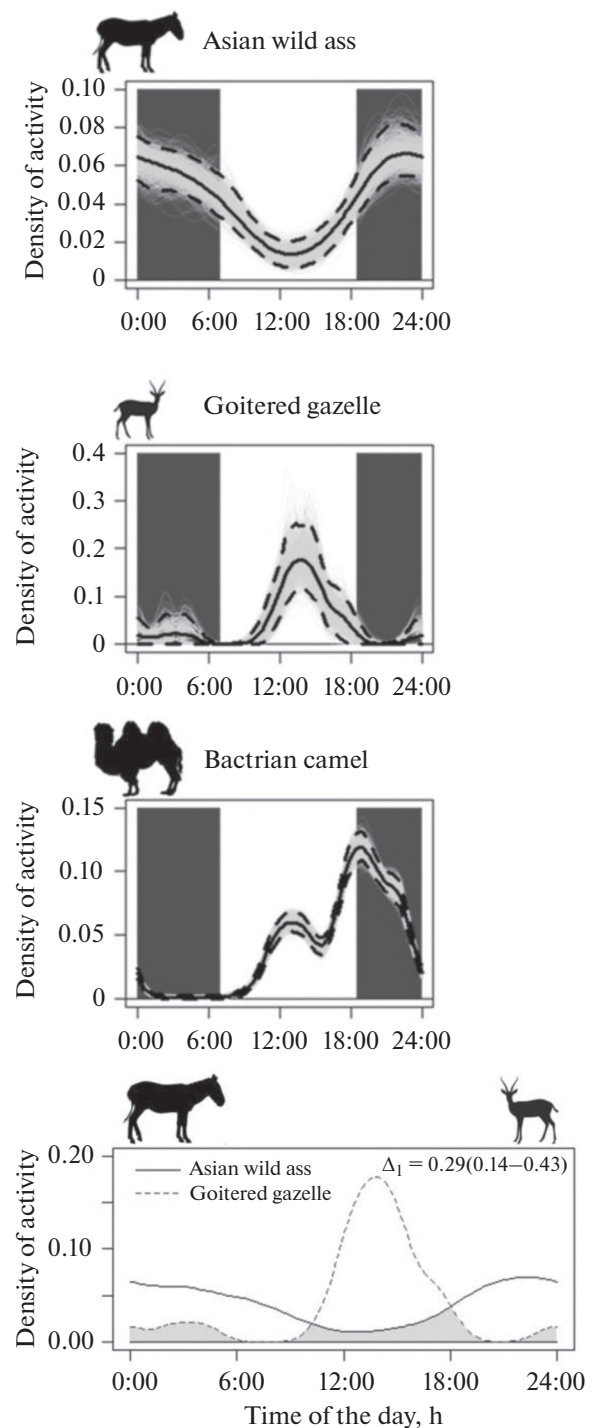 Asian wild ass
Density of activity
0.10
0.08
0.06
0.04
0.02
0
0:00 6:00 12:00 18:00 24:00
Goitered gazelle
Density of activity
0.4
0.3
0.2
0.1
0
0:00 6:00 12:00 18:00 24:00
Bactrian camel
Density of activity
0.15
0.10
0.05
0
0:00 6:00 12:00 18:00 24:00
Density of activity
0.20
0.10
0.00
Asian wild ass
Goitered gazelle
Δ₁ = 0.29(0.14–0.43)
0:00 6:00 12:00 18:00 24:00
Time of the day, h